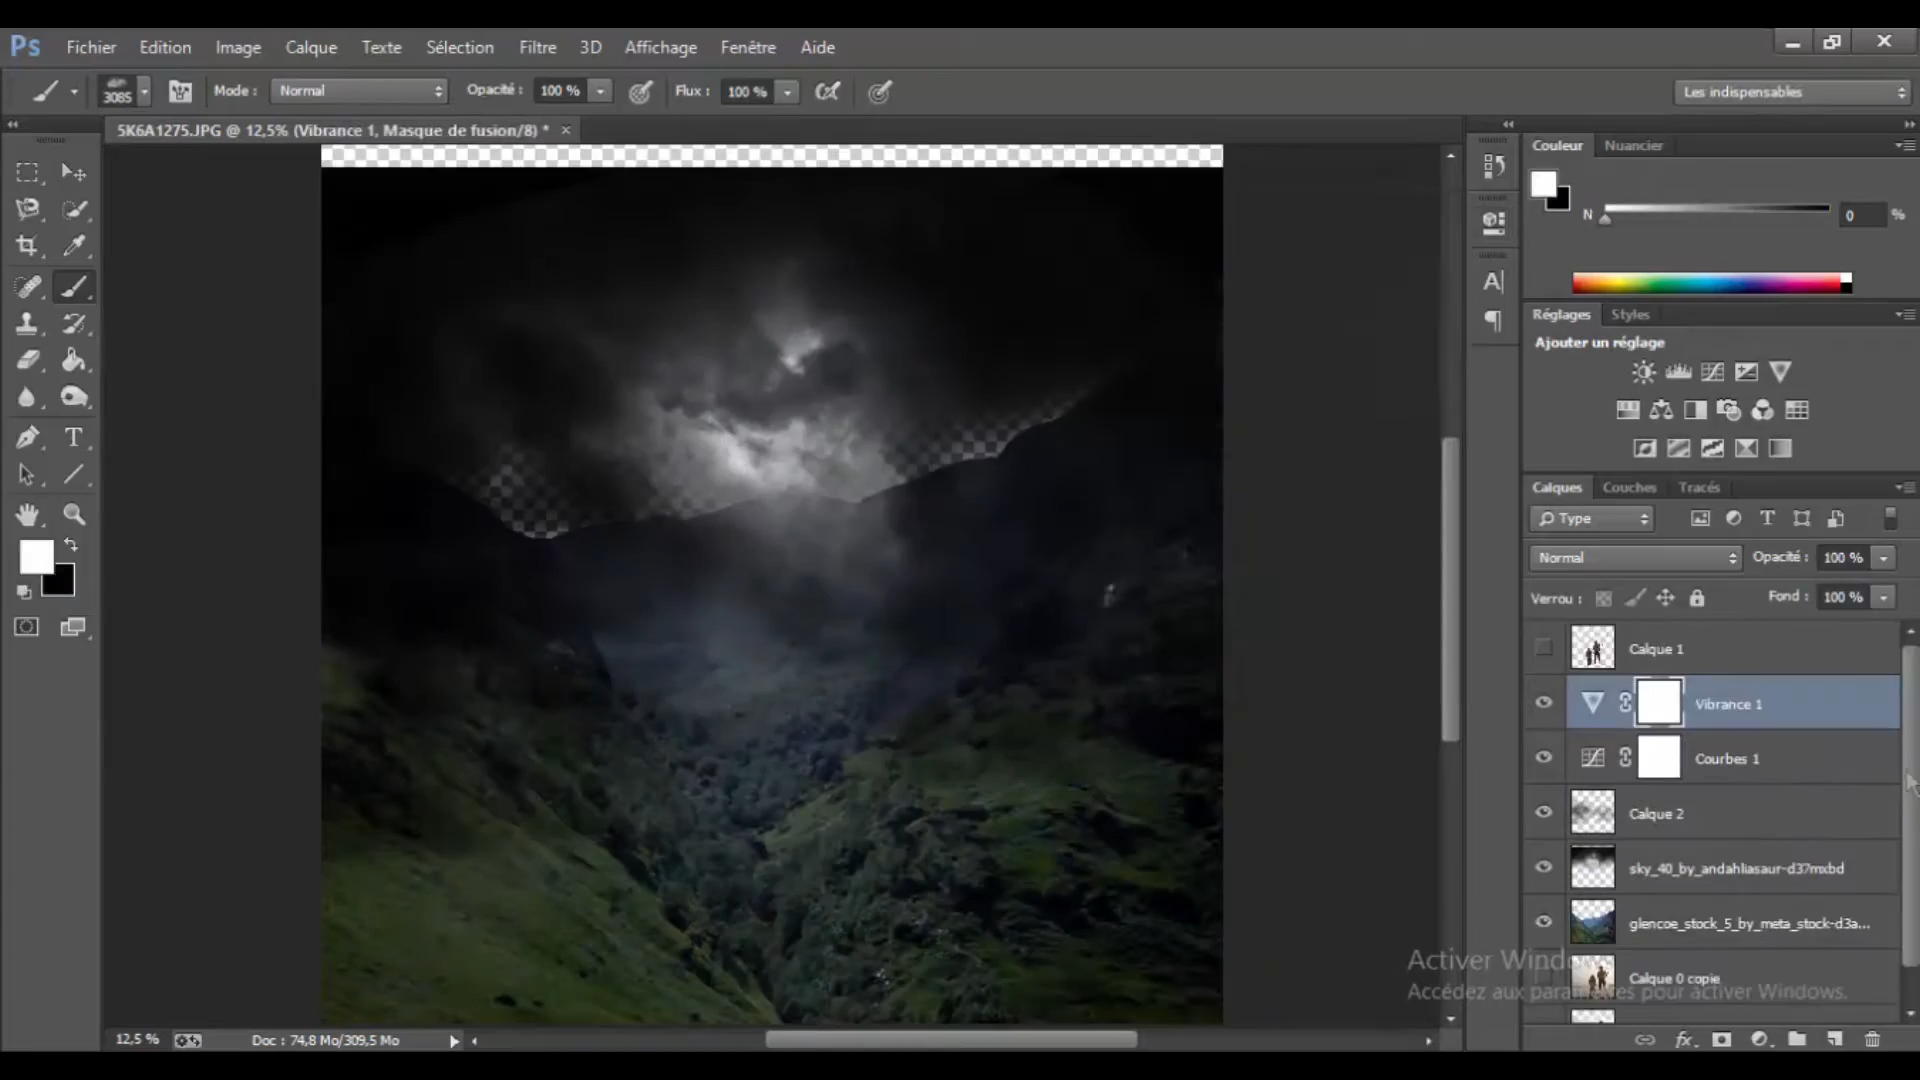 Ps Fichier Edition Image Calque Texte Sélection Filtre 3D Affichage Fenêtre Aide
3085 Mode : Normal Opacité : 100 % Flux : 100 % Les indispensables
5K6A1275.JPG @ 12,5% (Vibrance 1, Masque de fusion/8) * ×
Couleur Nuancier
N 0 %
Réglages Styles
Ajouter un réglage
Calques Couches Tracés
Type
Normal Opacité : 100 %
Verrou : Fond : 100 %
Calque 1
Vibrance 1
Courbes 1
Calque 2
sky_40_by_andahliasaur-d37mxbd
glencoe_stock_5_by_meta_stock-d3a...
Calque 0 copie
Activer Windo
Accédez aux paramètres pour activer Windows.
12,5 % Doc : 74,8 Mo/309,5 Mo
fx